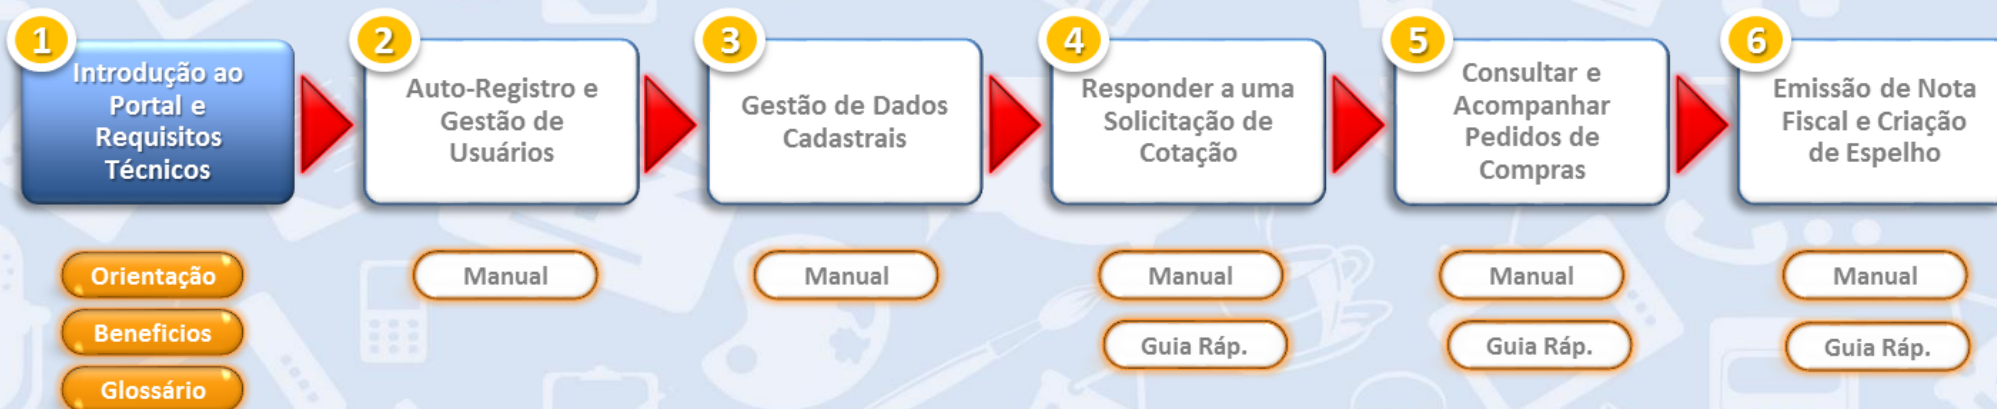 1
Introdução ao
Portal e
Requisitos
Técnicos
2
Auto-Registro e
Gestão de
Usuários
3
Gestão de Dados
Cadastrais
4
Responder a uma
Solicitação de
Cotação
5
Consultar e
Acompanhar
Pedidos de
Compras
6
Emissão de Nota
Fiscal e Criação
de Espelho
Orientação
Beneficios
Glossário
Manual
Manual
Manual
Guia Ráp.
Manual
Guia Ráp.
Manual
Guia Ráp.